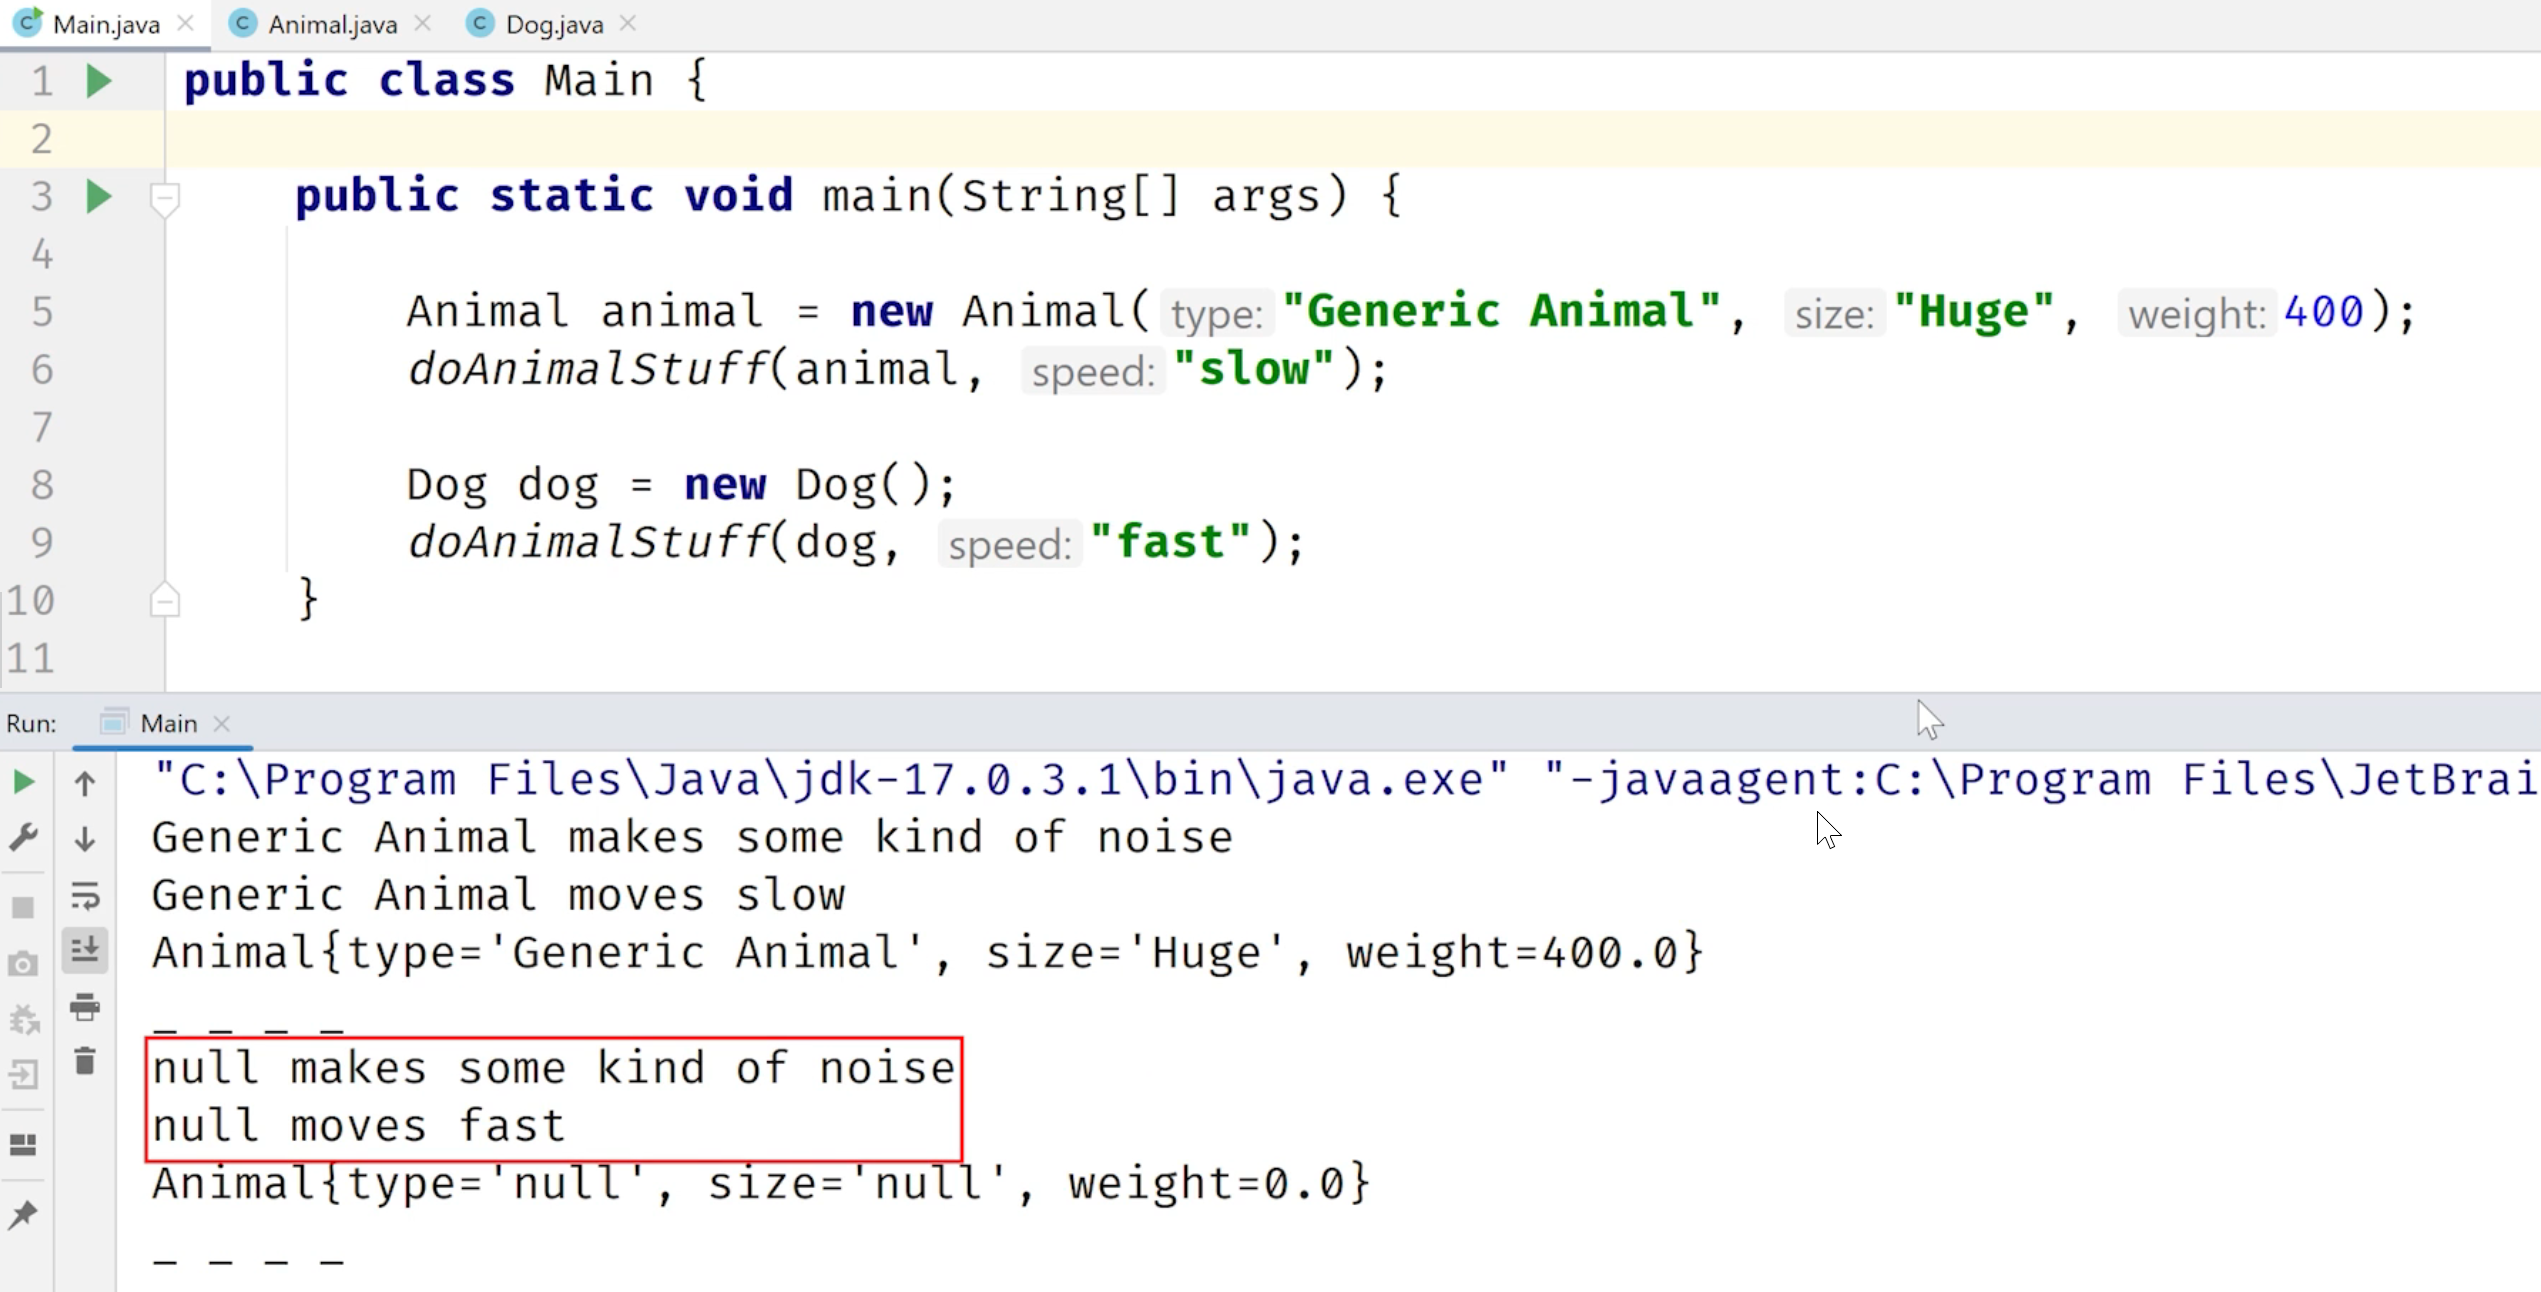 Main.java Animal.java Dog.java
1 public class Main {
2
3 public static void main(String[] args) {
4
5 Animal animal = new Animal( type: "Generic Animal", size: "Huge", weight: 400);
6 doAnimalStuff(animal, speed: "slow");
7
8 Dog dog = new Dog();
9 doAnimalStuff(dog, speed: "fast");
10 }
11
Run: Main
"C:\Program Files\Java\jdk-17.0.3.1\bin\java.exe" "-javaagent:C:\Program Files\JetBrai
Generic Animal makes some kind of noise
Generic Animal moves slow
Animal{type='Generic Animal', size='Huge', weight=400.0}
_ _ _ _
null makes some kind of noise
null moves fast
Animal{type='null', size='null', weight=0.0}
_ _ _ _